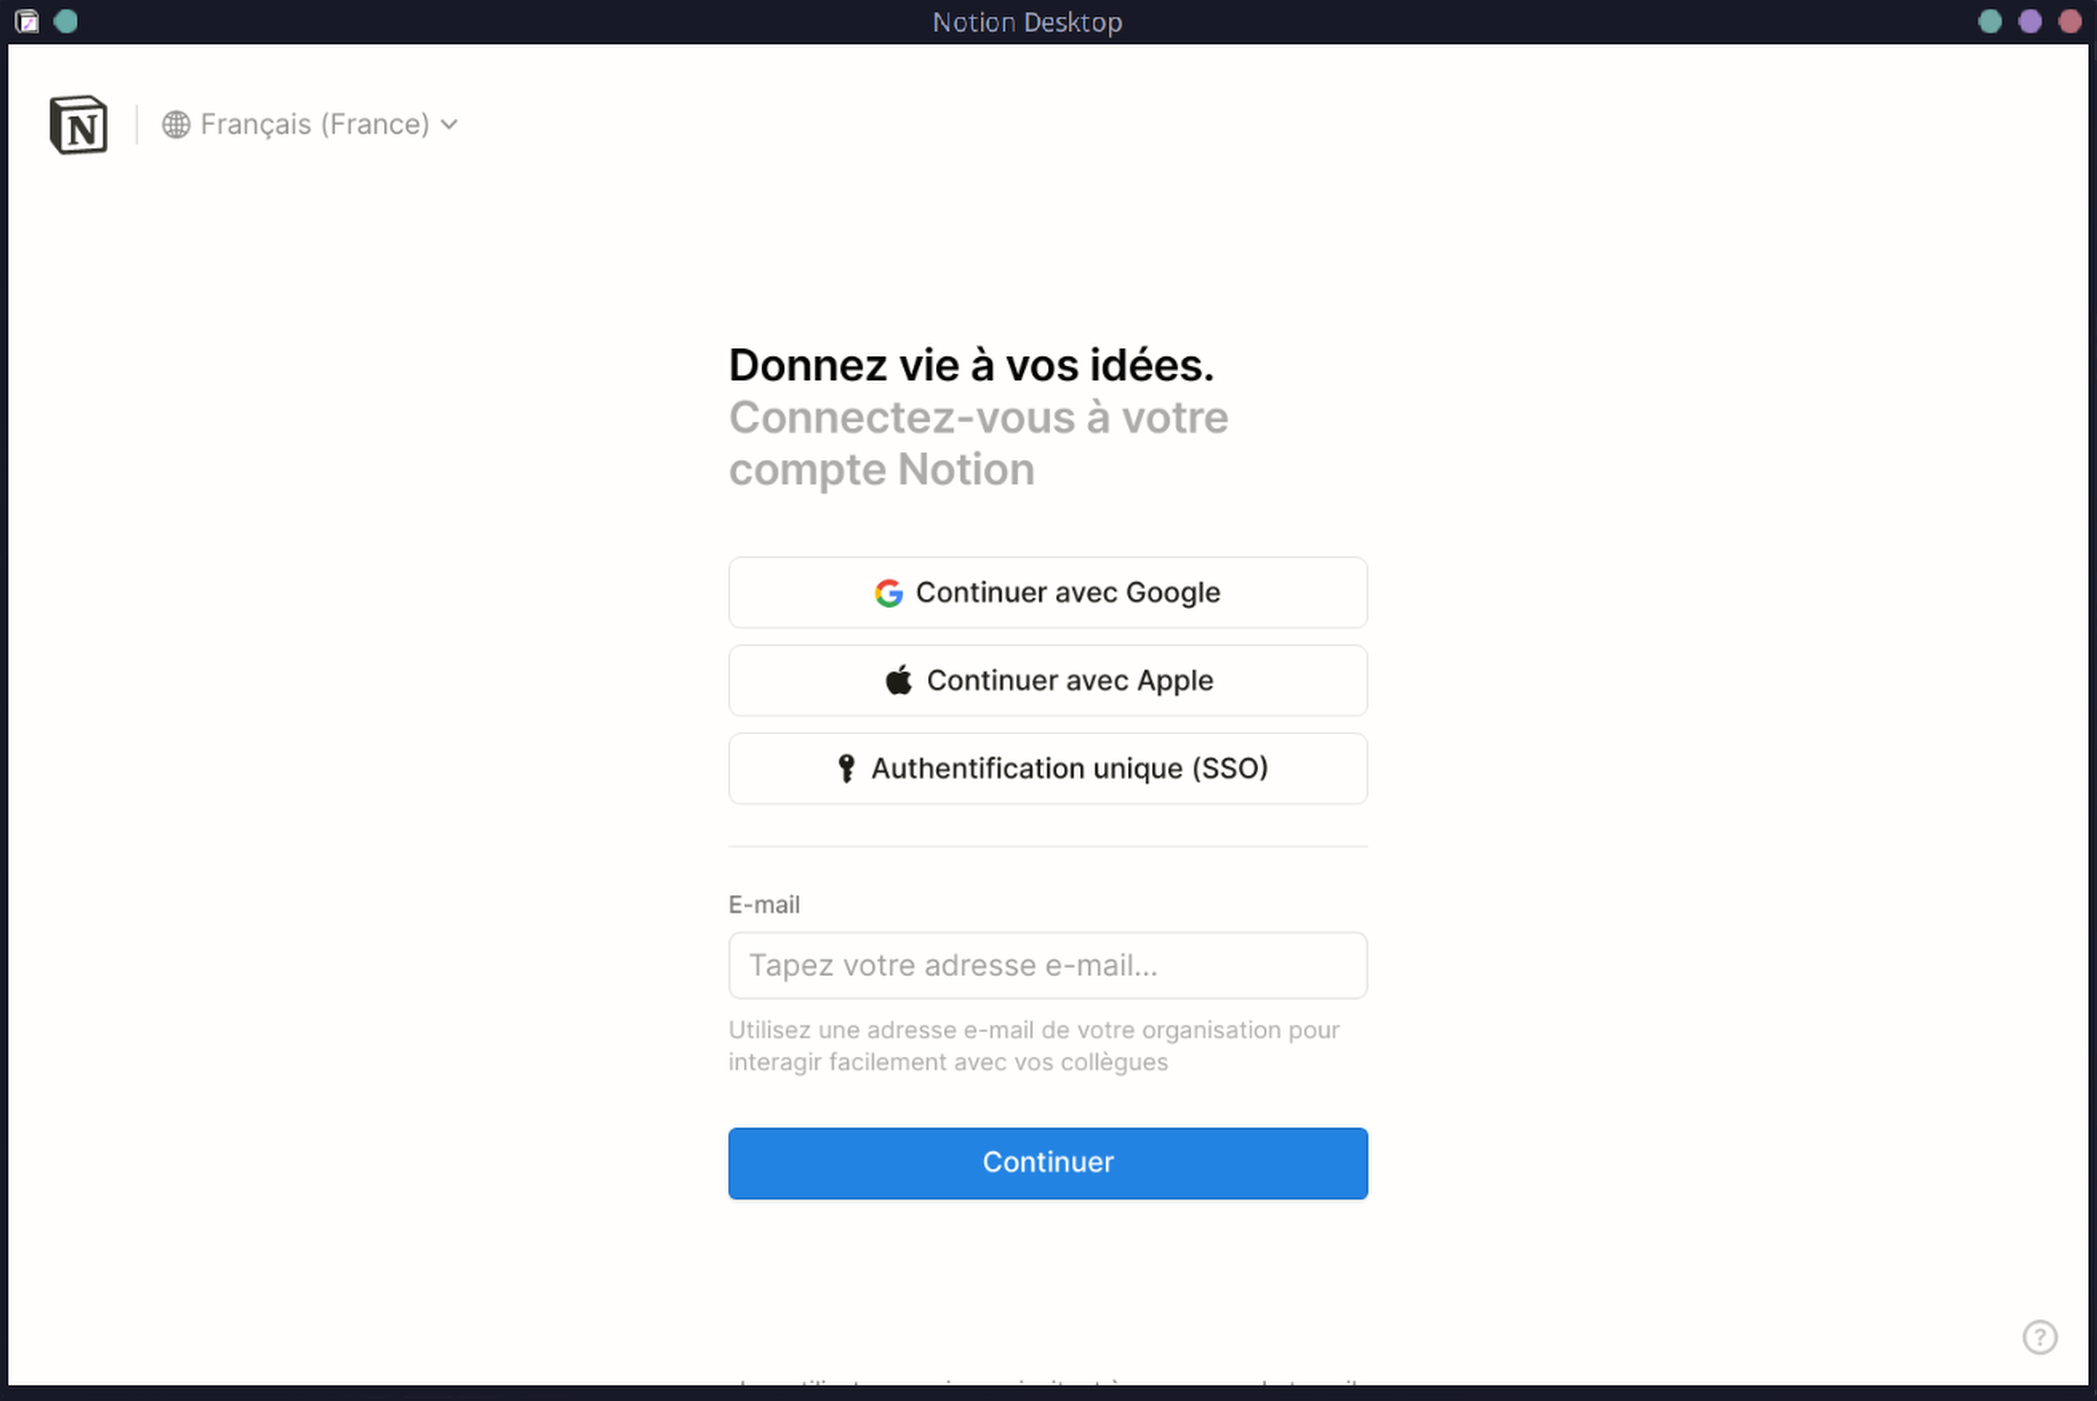 Notion Desktop
N
Français (France)
Donnez vie à vos idées.
Connectez-vous à votre
compte Notion
Continuer avec Google
Continuer avec Apple
Authentification unique (SSO)
E-mail
Tapez votre adresse e-mail...
Utilisez une adresse e-mail de votre organisation pour
interagir facilement avec vos collègues
Continuer
?